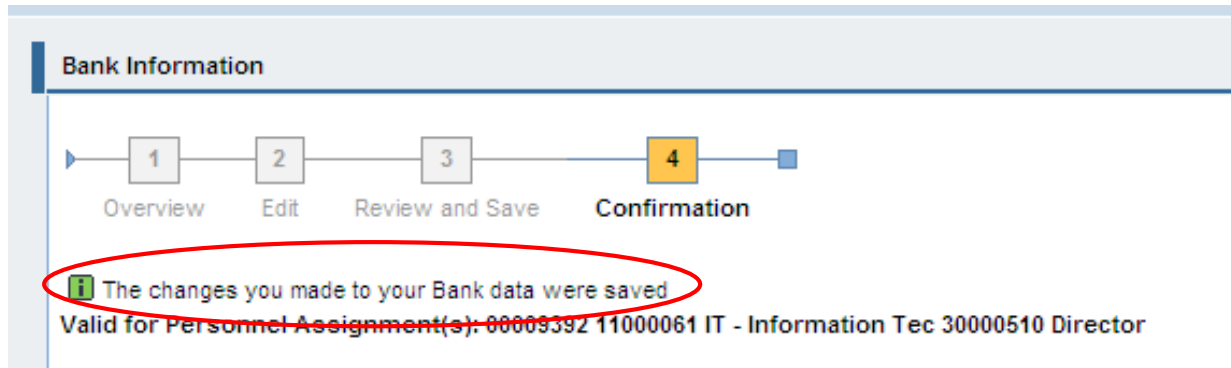 Bank Information
1 2 3 4
Overview Edit Review and Save Confirmation
The changes you made to your Bank data were saved
Valid for Personnel Assignment(s): 00009392 11000061 IT - Information Tec 30000510 Director